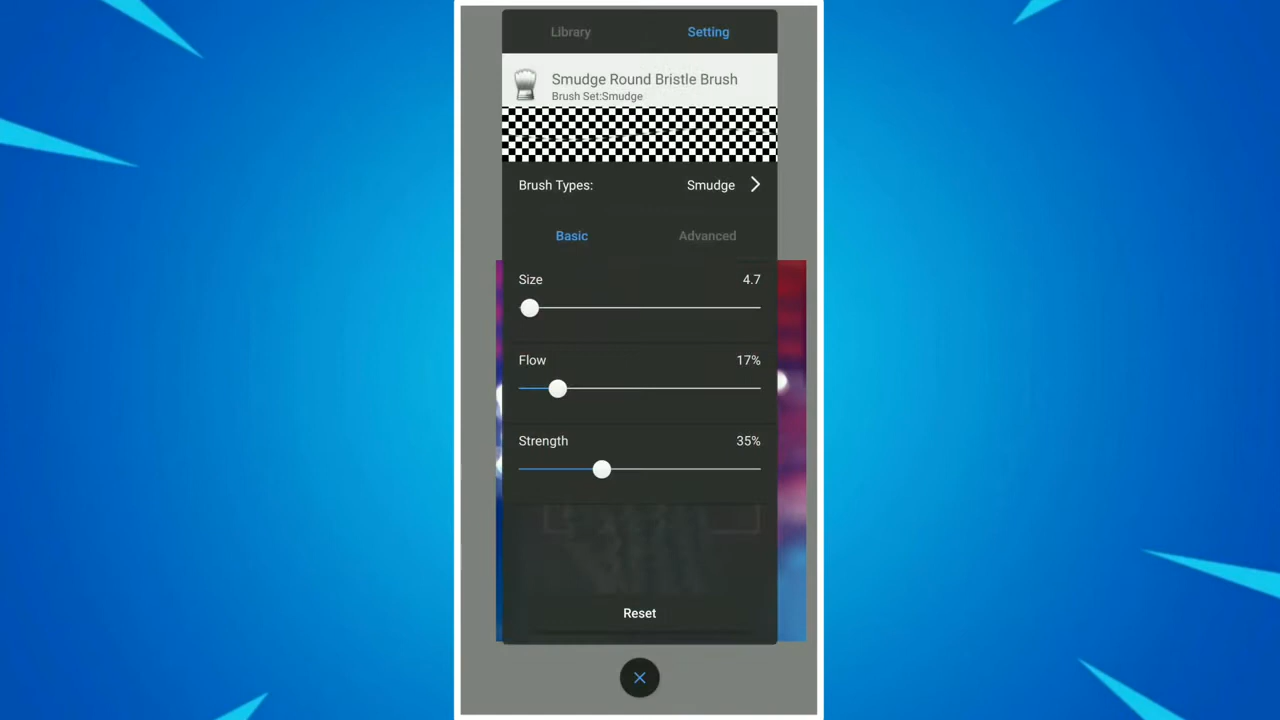 Library Setting
Smudge Round Bristle Brush
Brush Set:Smudge
Brush Types: Smudge
Basic Advanced
Size 4.7
Flow 17%
Strength 35%
Reset